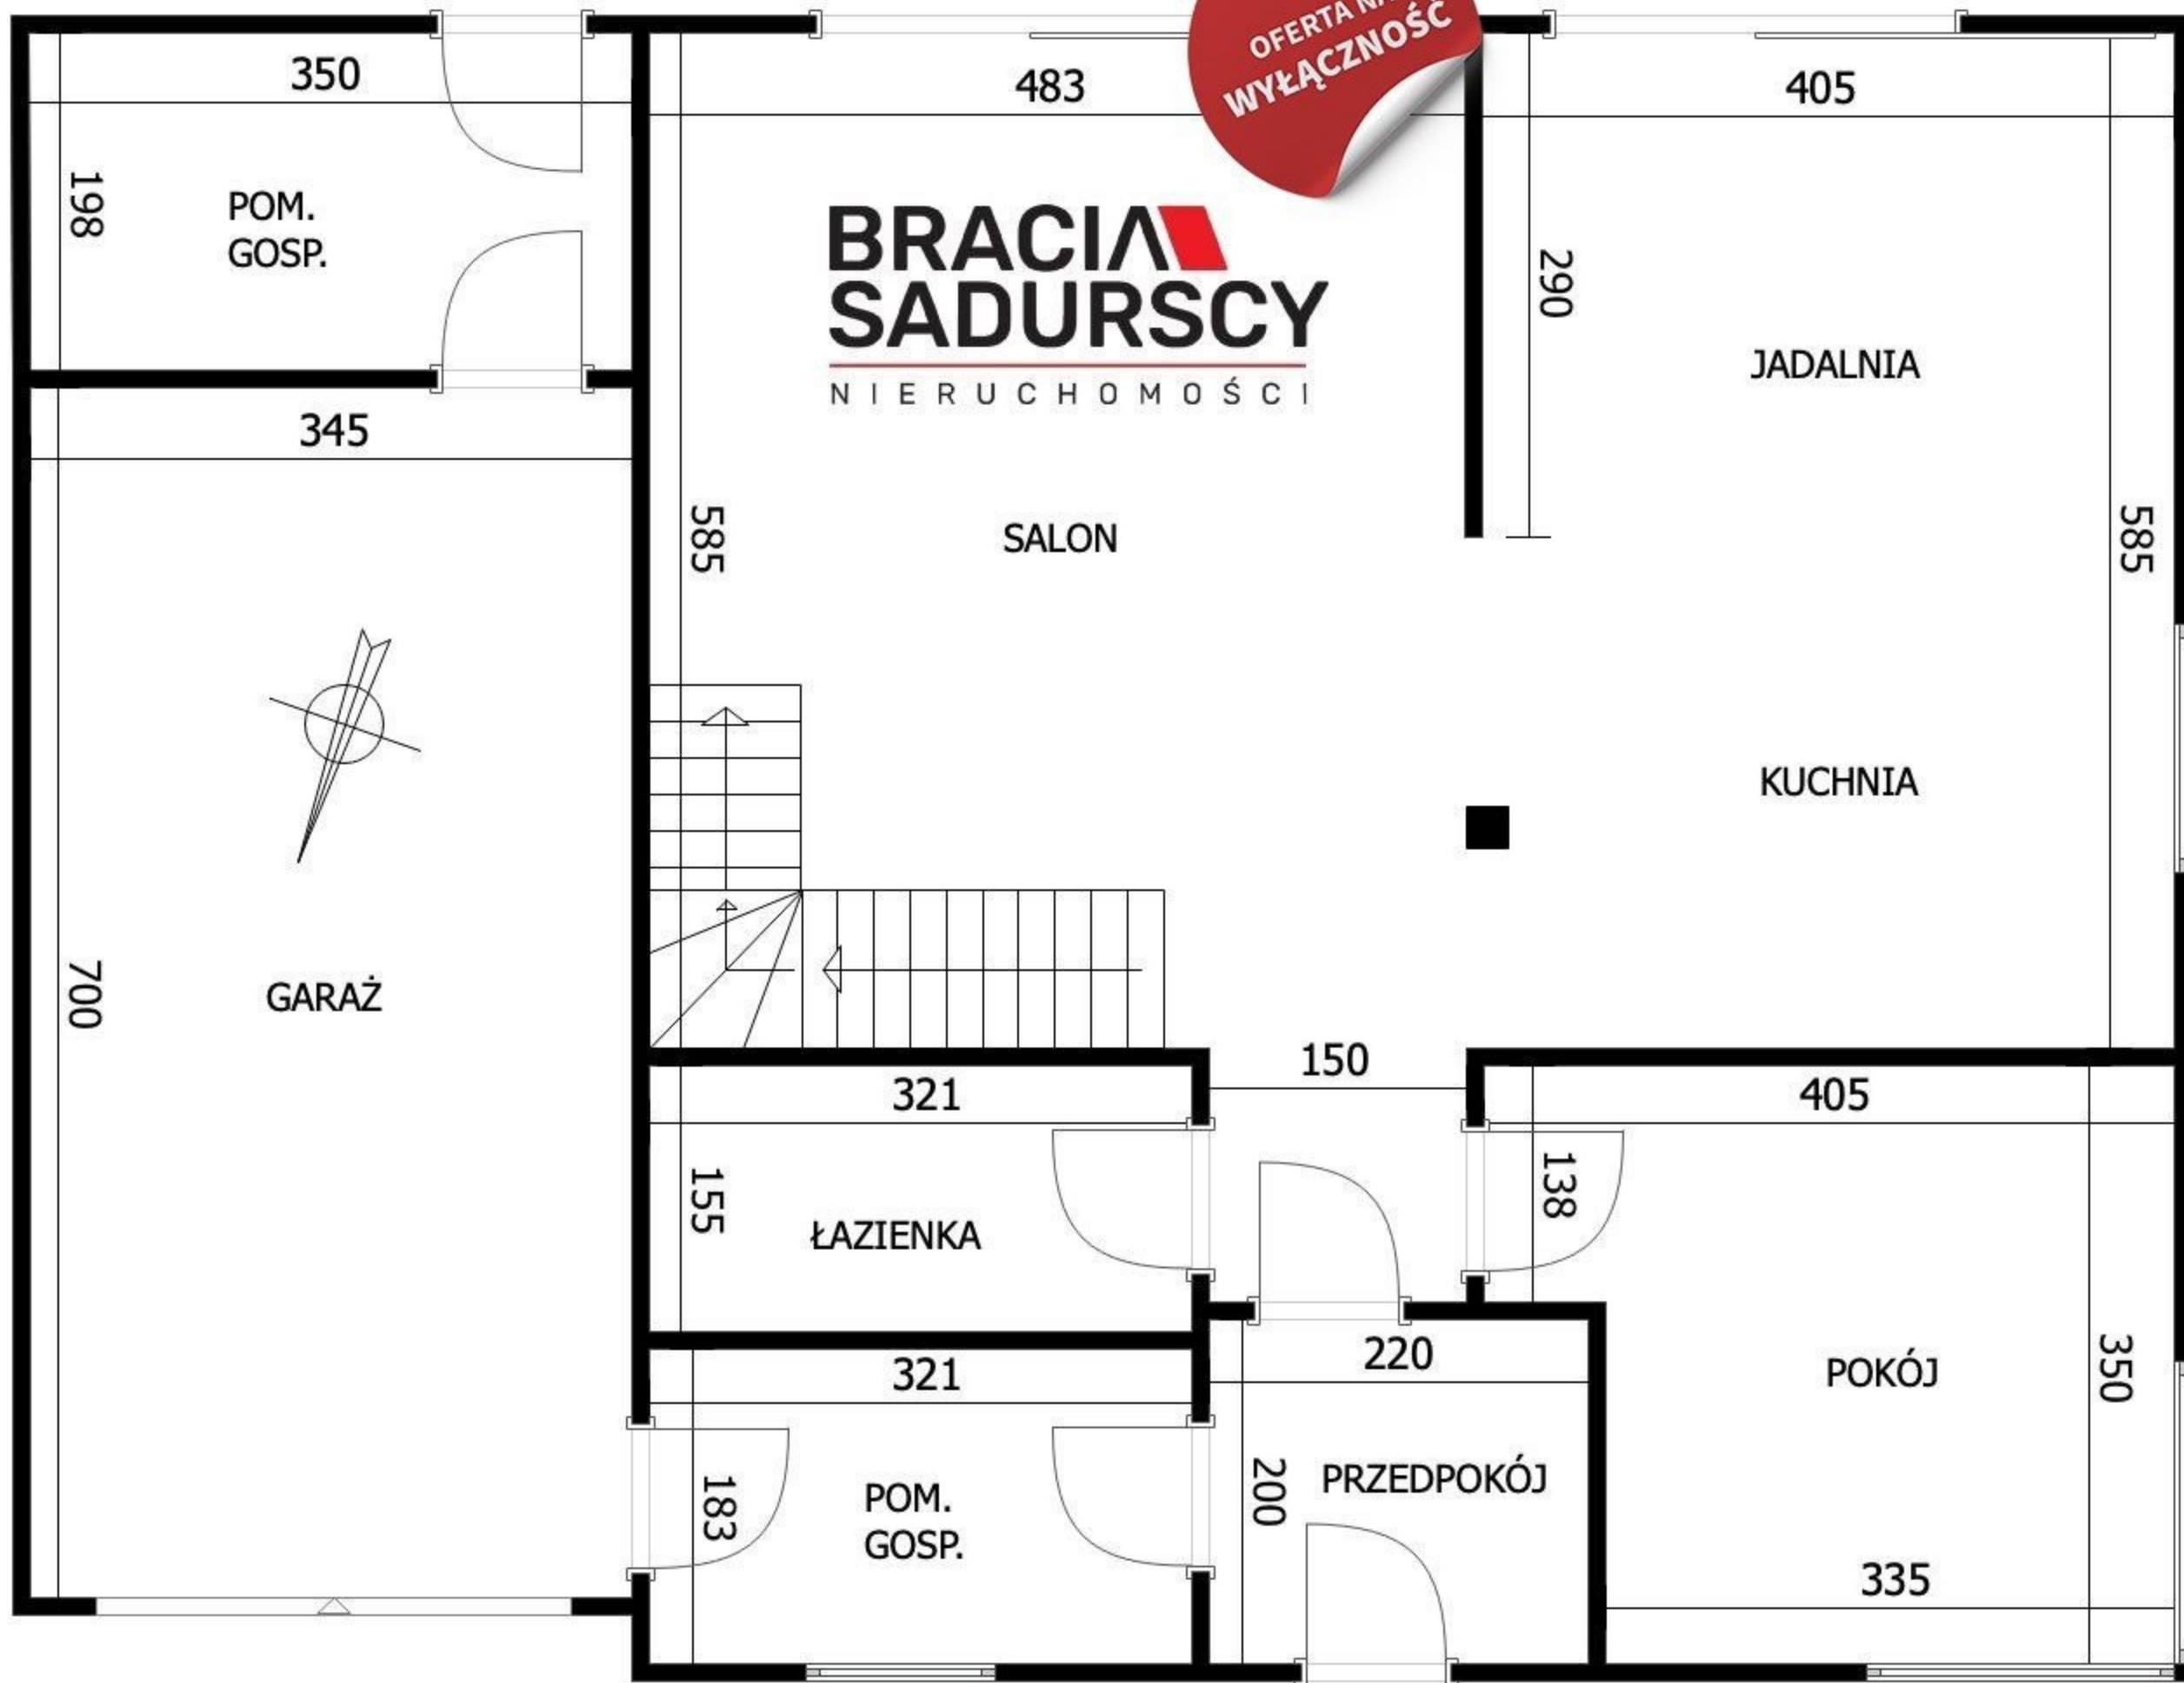 OFERTA NA
WYŁĄCZNOŚĆ
350
483
405
198
POM.
GOSP.
BRACIA
SADURSCY
NIERUCHOMOŚCI
290
JADALNIA
345
585
SALON
585
KUCHNIA
700
GARAŻ
150
321
405
155
ŁAZIENKA
138
321
220
POKÓJ
350
183
POM.
GOSP.
200
PRZEDPOKÓJ
335